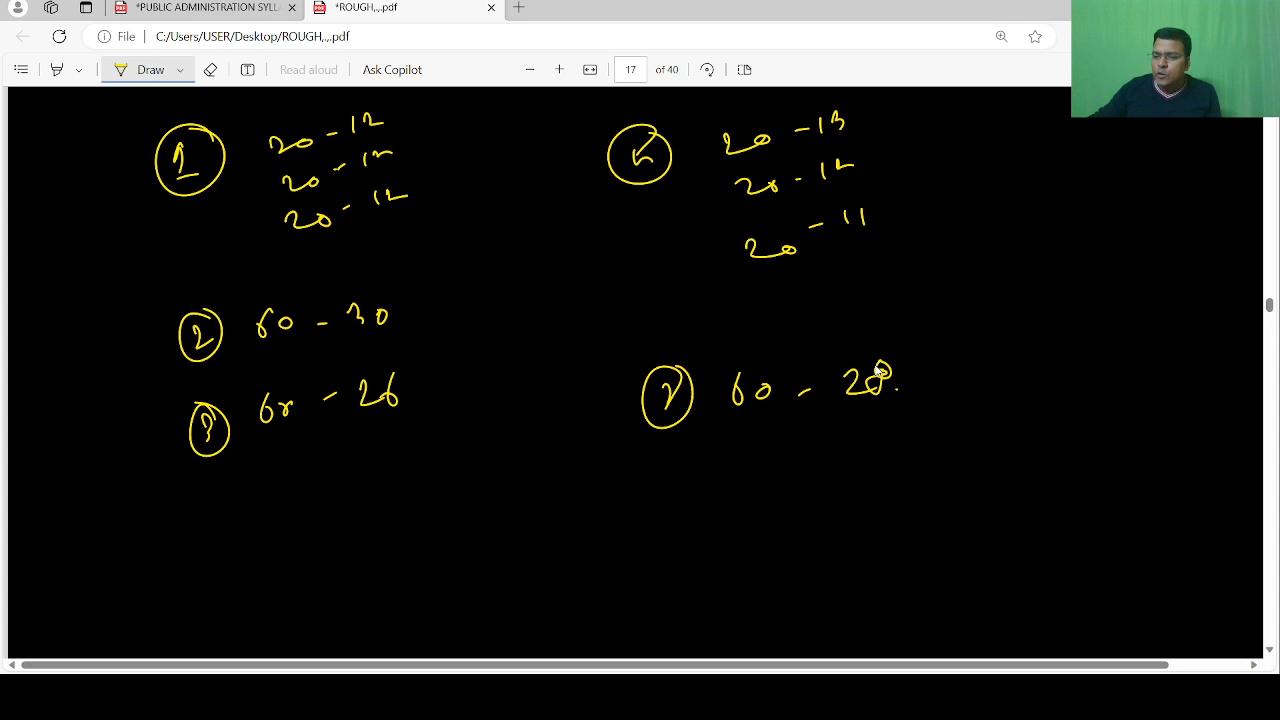 *PUBLIC ADMINISTRATION SYLLA
*ROUGH,.,.pdf
File C:/Users/USER/Desktop/ROUGH,.,.pdf
Draw Read aloud Ask Copilot 17 of 40
1 20 - 12
20 - 12
20 - 12
2 60 - 30
3 60 - 26
20 - 13
20 - 12
20 - 11
60 - 28